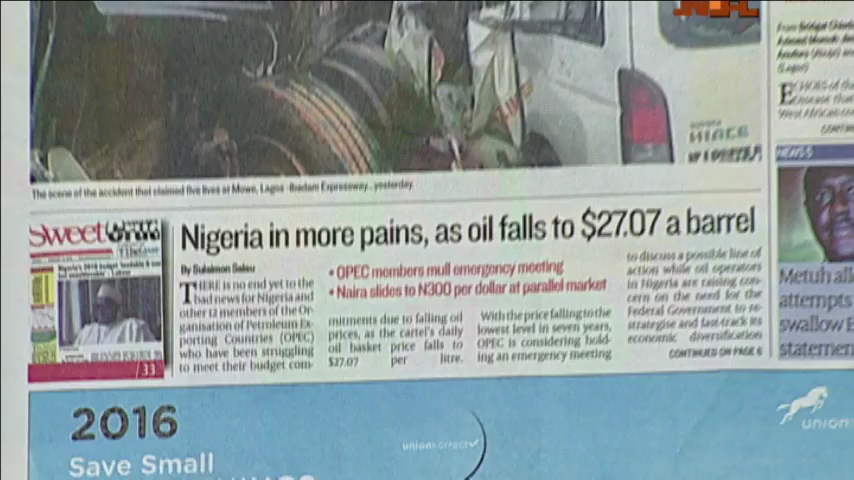 HIACE
The scene of the accident that claimed five lives at Mowe, Lagos-Ibadan Expressway.. yesterday
Sweet
33
Nigeria in more pains, as oil falls to $27.07 a barrel
By Sulaimon Salau
• OPEC members mull emergency meeting
• Naira slides to N300 per dollar at parallel market
THERE is no end yet to the
bad news for Nigeria and
other 12 members of the Or-
ganisation of Petroleum Ex-
porting Countries (OPEC)
who have been struggling
to meet their budget com-
mitments due to falling oil
prices, as the cartel's daily
oil basket price falls to
$27.07 per litre.
With the price falling to the
lowest level in seven years,
OPEC is considering hold-
ing an emergency meeting
to discuss a possible line of
action while oil operators
in Nigeria are raising con-
cern on the need for the
Federal Government to re-
strategise and fast-track its
economic diversification
CONTINUED ON PAGE 6
NEWS
Metuh all
attempts
swallow
statemen
2016
Save Small
unionkorrect
union